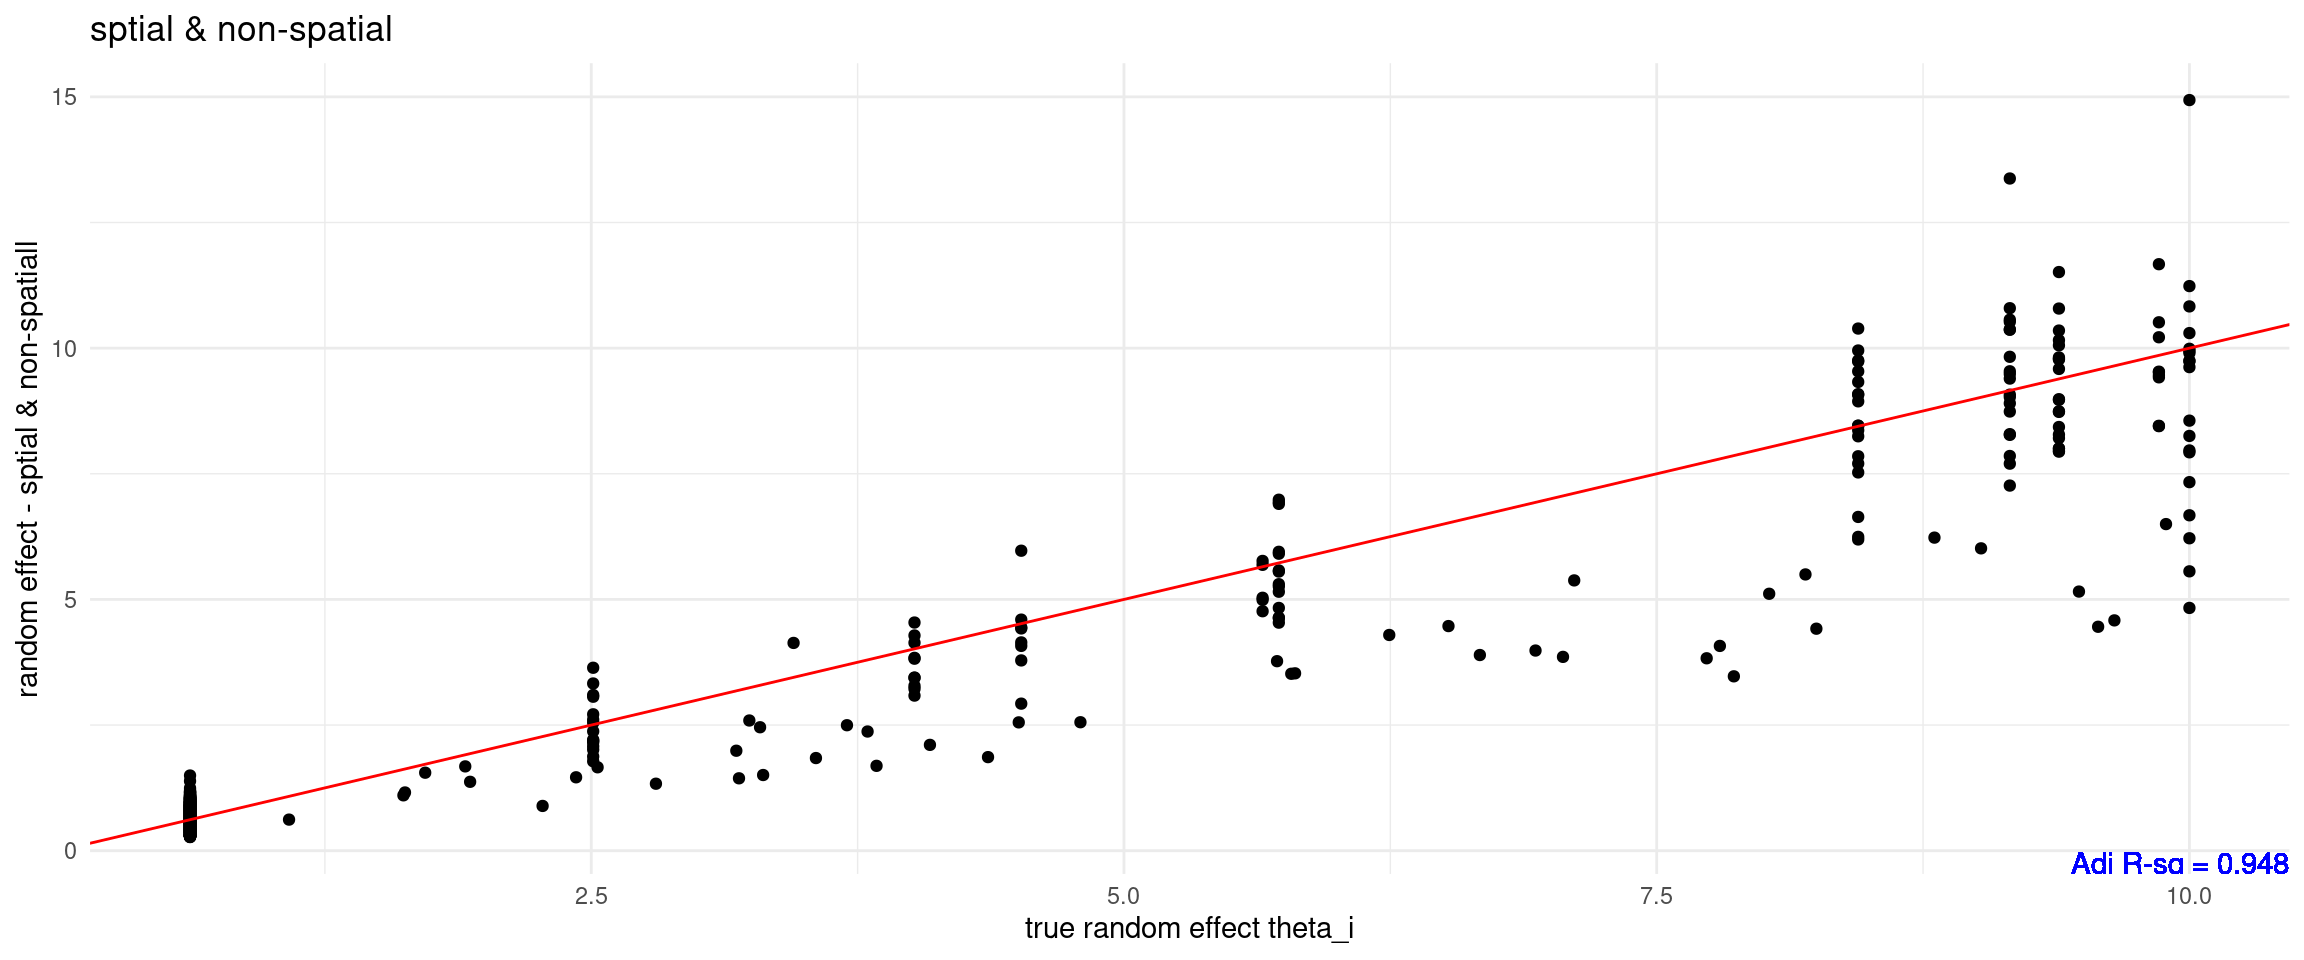 sptial & non-spatial
random effect - sptial & non-spatiall
15
10
5
0
Adj R-sq = 0.948
2.5
5.0
7.5
10.0
true random effect theta_i